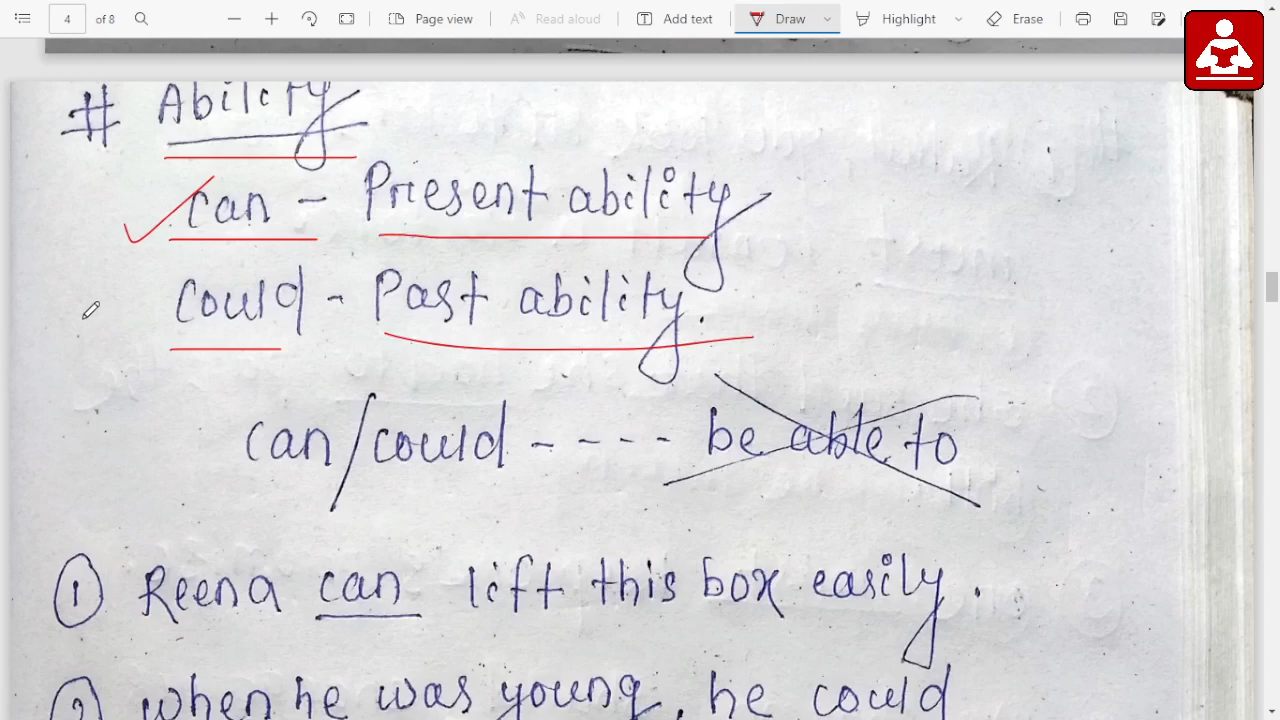 4 of 8 Page view Read aloud Add text Draw Highlight Erase
# Ability
can - Present ability
could - Past ability.
can/could - - - - be able to
① Reena can lift this box easily.
② when he was young, he could